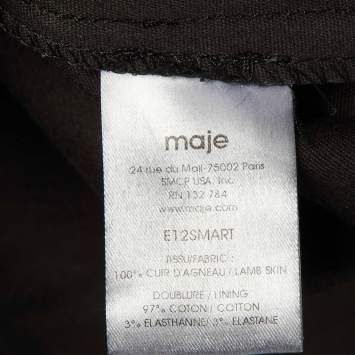 maje
24 rue du Mail-75002 Paris
SMCP USA, Inc.
RN 132 784
www.maje.com
E12SMART
TISSU/FABRIC :
100% CUIR D'AGNEAU / LAMB SKIN
DOUBLURE / LINING
97% COTON / COTTON
3% ELASTHANNE/ 3% ELASTANE